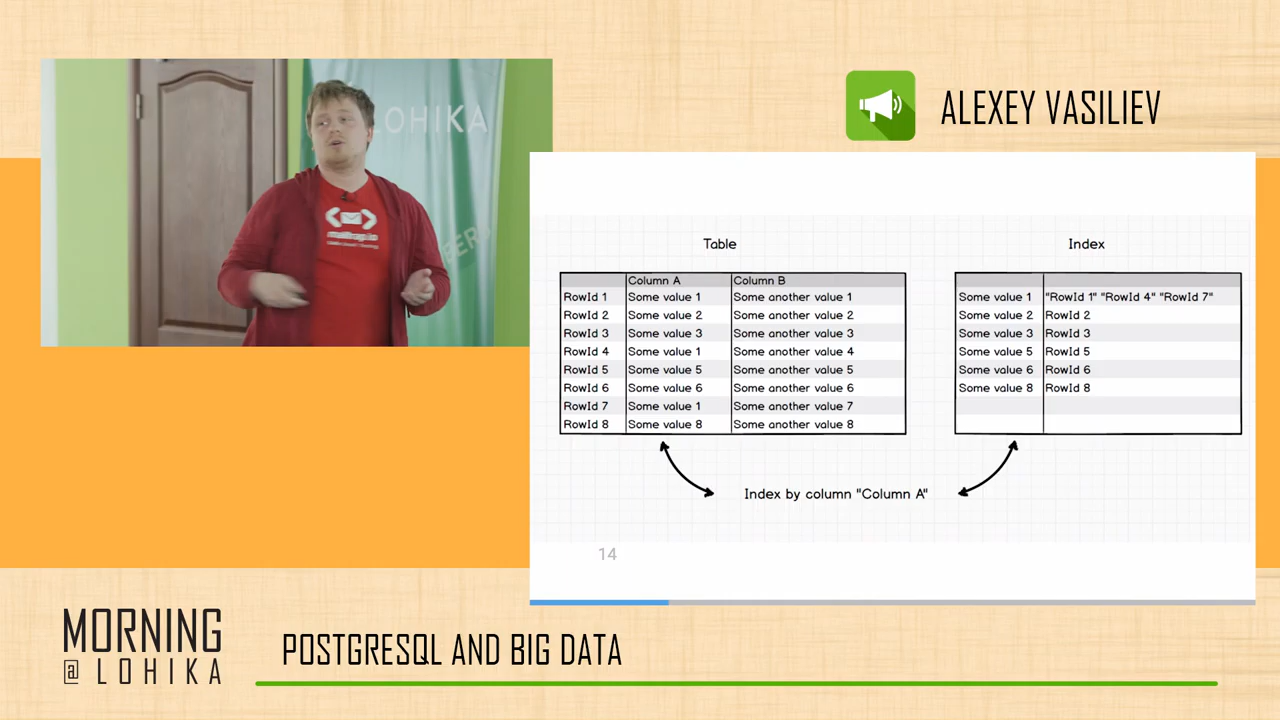 ALEXEY VASILIEV
LOHIKA
mailtrap.io
Table
Index
Column A Column B
RowId 1 Some value 1 Some another value 1
RowId 2 Some value 2 Some another value 2
RowId 3 Some value 3 Some another value 3
RowId 4 Some value 1 Some another value 4
RowId 5 Some value 5 Some another value 5
RowId 6 Some value 6 Some another value 6
RowId 7 Some value 1 Some another value 7
RowId 8 Some value 8 Some another value 8
Some value 1 "RowId 1" "RowId 4" "RowId 7"
Some value 2 RowId 2
Some value 3 RowId 3
Some value 5 RowId 5
Some value 6 RowId 6
Some value 8 RowId 8
Index by column "Column A"
14
MORNING
@ LOHIKA
POSTGRESQL AND BIG DATA